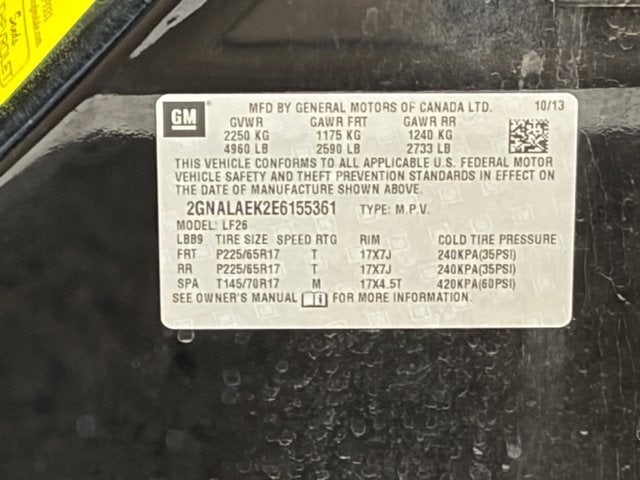 Scada
CHEVROLET
GM
MFD BY GENERAL MOTORS OF CANADA LTD. 10/13
GVWR GAWR FRT GAWR RR
2250 KG 1175 KG 1240 KG
4960 LB 2590 LB 2733 LB
THIS VEHICLE CONFORMS TO ALL APPLICABLE U.S. FEDERAL MOTOR
VEHICLE SAFETY AND THEFT PREVENTION STANDARDS IN EFFECT ON
THE DATE OF MANUFACTURE SHOWN ABOVE.
2GNALAEK2E6155361 TYPE: M.P.V.
MODEL: LF26
LBB9 TIRE SIZE SPEED RTG RIM COLD TIRE PRESSURE
FRT P225/65R17 T 17X7J 240KPA(35PSI)
RR P225/65R17 T 17X7J 240KPA(35PSI)
SPA T145/70R17 M 17X4.5T 420KPA(60PSI)
SEE OWNER'S MANUAL FOR MORE INFORMATION.